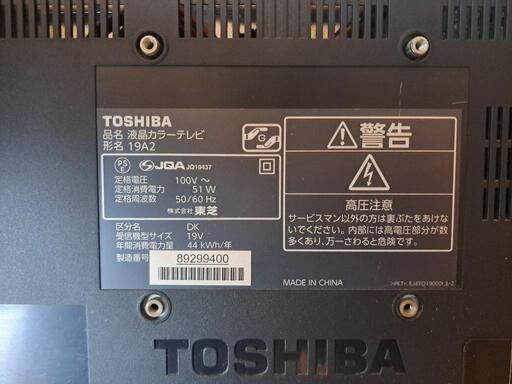 TOSHIBA
品名 液晶カラーテレビ
形名 19A2
PS
E
JQA JQ10437
定格電圧 100V ～
定格消費電力 51 W
定格周波数 50/60 Hz
株式会社 東芝
区分名 DK
受信機型サイズ 19V
年間消費電力量 44 kWh/年
製造番号 89299400
G
警告
高圧注意
サービスマン以外の方は裏ぶたをあけな
いでください。内部には高電圧部分が数
多くあり、万一さわると危険です。
MADE IN CHINA
>PET<
TOSHIBA